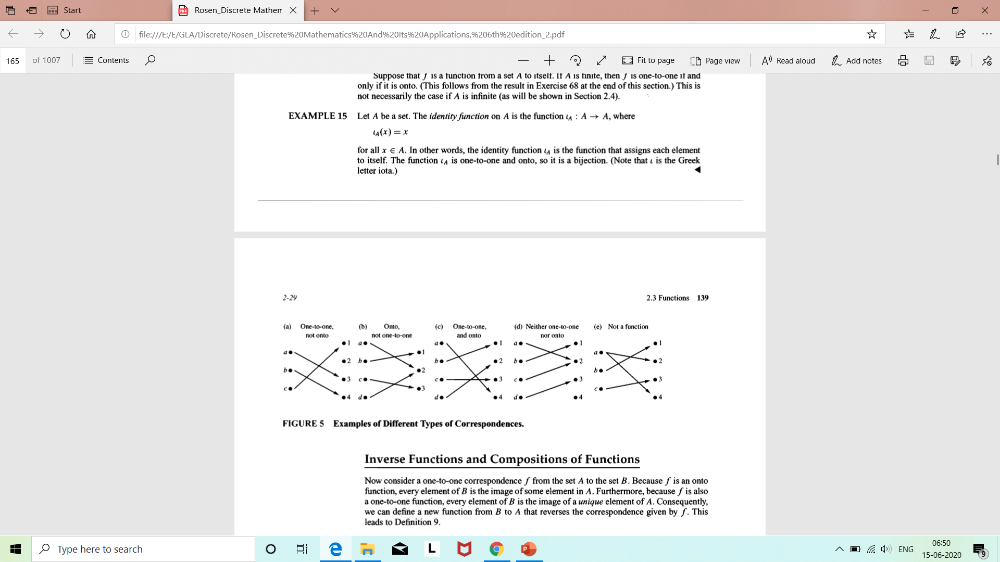 Start
Rosen_Discrete Mathem
file:///E:/E/GLA/Discrete/Rosen_Discrete%20Mathematics%20And%20Its%20Applications,%206th%20edition_2.pdf
165 of 1007 Contents Fit to page Page view Read aloud Add notes
Suppose that f is a function from a set A to itself. If A is finite, then f is one-to-one if and
only if it is onto. (This follows from the result in Exercise 68 at the end of this section.) This is
not necessarily the case if A is infinite (as will be shown in Section 2.4).
EXAMPLE 15 Let A be a set. The identity function on A is the function ιA : A → A, where
ιA(x) = x
for all x ∈ A. In other words, the identity function ιA is the function that assigns each element
to itself. The function ιA is one-to-one and onto, so it is a bijection. (Note that ι is the Greek
letter iota.)
2-29 2.3 Functions 139
(a) One-to-one,
not onto
a
b
c
1
2
3
4
(b) Onto,
not one-to-one
a
b
c
d
1
2
3
(c) One-to-one,
and onto
a
b
c
d
1
2
3
4
(d) Neither one-to-one
nor onto
a
b
c
d
1
2
3
4
(e) Not a function
a
b
c
1
2
3
4
FIGURE 5 Examples of Different Types of Correspondences.
Inverse Functions and Compositions of Functions
Now consider a one-to-one correspondence f from the set A to the set B. Because f is an onto
function, every element of B is the image of some element in A. Furthermore, because f is also
a one-to-one function, every element of B is the image of a unique element of A. Consequently,
we can define a new function from B to A that reverses the correspondence given by f. This
leads to Definition 9.
Type here to search
L
P
ENG
06:50
15-06-2020
9